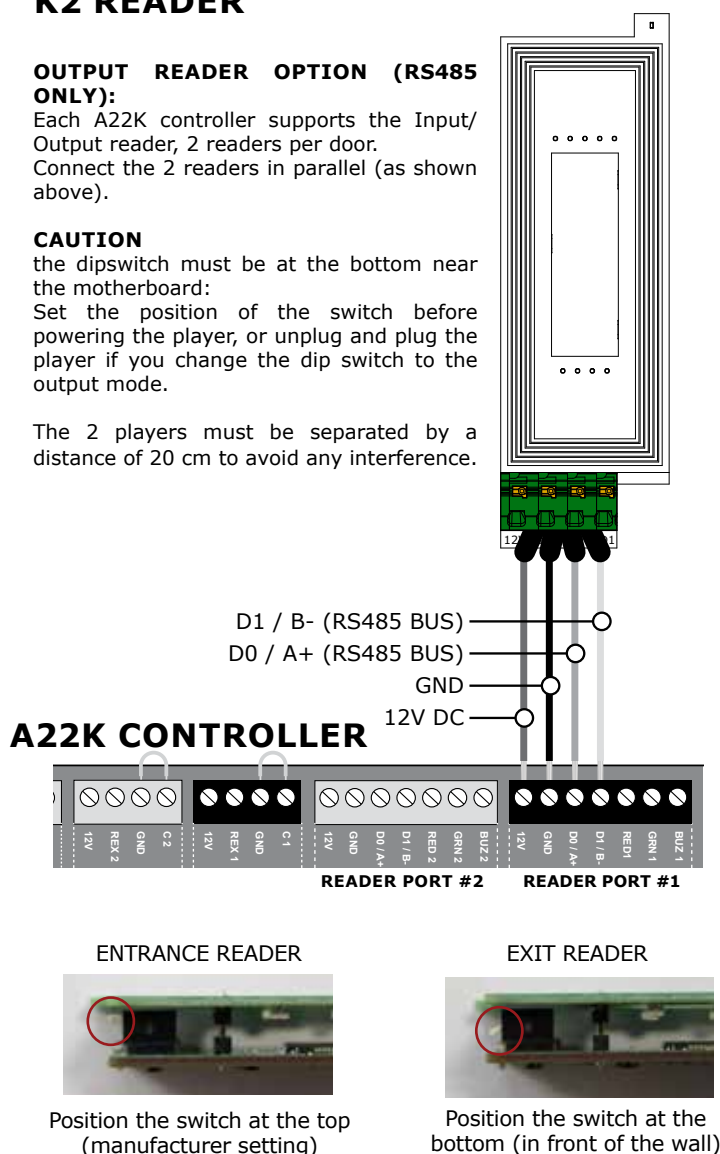 K2 READER
OUTPUT READER OPTION (RS485
ONLY):
Each A22K controller supports the Input/
Output reader, 2 readers per door.
Connect the 2 readers in parallel (as shown
above).
CAUTION
the dipswitch must be at the bottom near
the motherboard:
Set the position of the switch before
powering the player, or unplug and plug the
player if you change the dip switch to the
output mode.
The 2 players must be separated by a
distance of 20 cm to avoid any interference.
D1 / B- (RS485 BUS)
D0 / A+ (RS485 BUS)
GND
12V DC
A22K CONTROLLER
12V
REX 2
GND
C2
12V
REX 1
GND
C1
12V
GND
D0 / A+
D1 / B-
RED 2
GRN 2
BUZ 2
12V
GND
D0 / A+
D1 / B-
RED1
GRN 1
BUZ 1
READER PORT #2
READER PORT #1
ENTRANCE READER
EXIT READER
Position the switch at the top
(manufacturer setting)
Position the switch at the
bottom (in front of the wall)